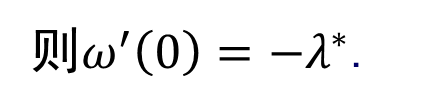 则ω′(0) = −λ*.